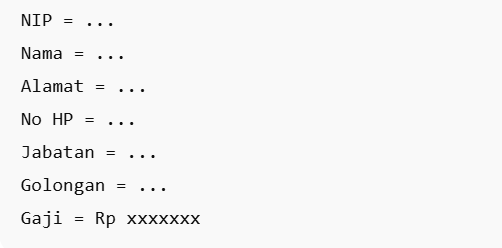 NIP = ...
Nama = ...
Alamat = ...
No HP = ...
Jabatan = ...
Golongan = ...
Gaji = Rp xxxxxxx